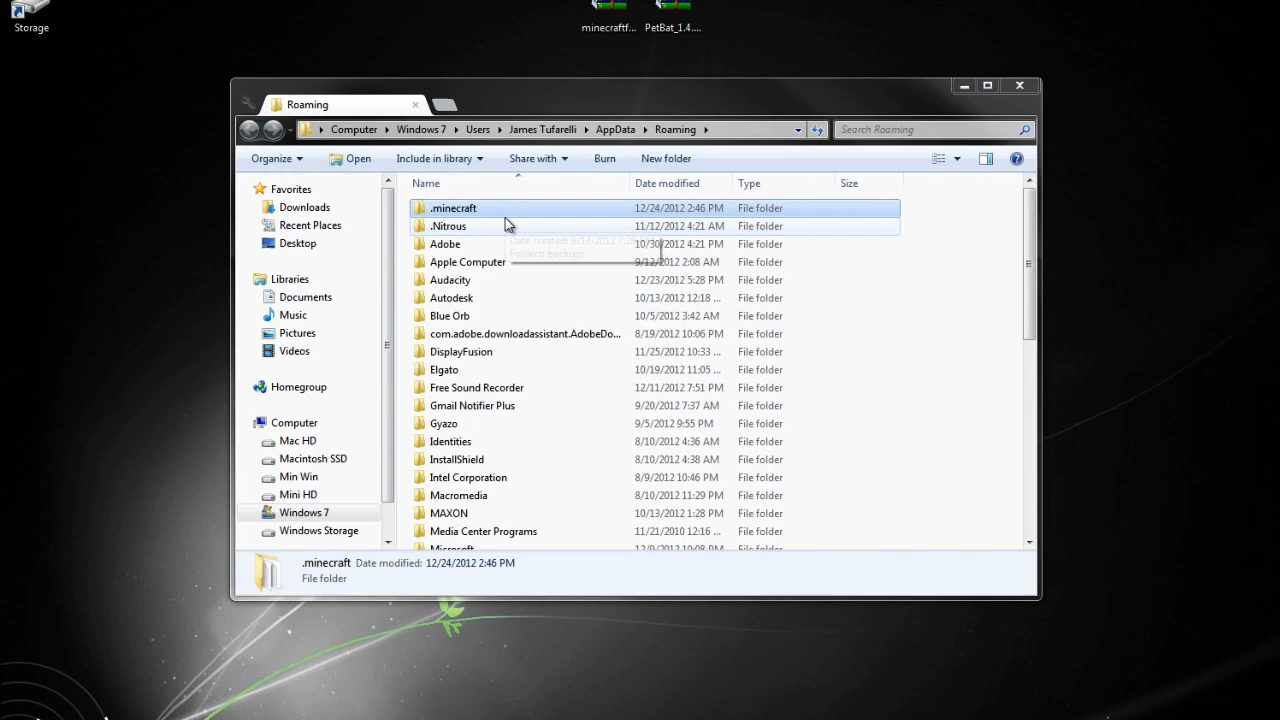 Storage
minecraftf...
PetBat_1.4....
Roaming
Computer Windows 7 Users James Tufarelli AppData Roaming
Search Roaming
Organize Open Include in library Share with Burn New folder
Name Date modified Type Size
Favorites
Downloads
Recent Places
Desktop
Libraries
Documents
Music
Pictures
Videos
Homegroup
Computer
Mac HD
Macintosh SSD
Min Win
Mini HD
Windows 7
Windows Storage
.minecraft 12/24/2012 2:46 PM File folder
.Nitrous 11/12/2012 4:21 AM File folder
Adobe 10/30/2012 4:21 PM File folder
Date created: 8/13/2012 7:26
Folders: backups
Apple Computer 9/12/2012 2:08 AM File folder
Audacity 12/23/2012 5:28 PM File folder
Autodesk 10/13/2012 12:18 ... File folder
Blue Orb 10/5/2012 3:42 AM File folder
com.adobe.downloadassistant.AdobeDo... 8/19/2012 10:06 PM File folder
DisplayFusion 11/25/2012 10:33 ... File folder
Elgato 10/19/2012 11:05 ... File folder
Free Sound Recorder 12/11/2012 7:51 PM File folder
Gmail Notifier Plus 9/20/2012 7:37 AM File folder
Gyazo 9/5/2012 9:55 PM File folder
Identities 8/10/2012 4:36 AM File folder
InstallShield 8/10/2012 4:38 AM File folder
Intel Corporation 8/9/2012 10:46 PM File folder
Macromedia 8/10/2012 11:29 PM File folder
MAXON 10/13/2012 1:28 PM File folder
Media Center Programs 11/21/2010 12:16 ... File folder
Microsoft 12/9/2012 10:08 PM File folder
.minecraft Date modified: 12/24/2012 2:46 PM
File folder